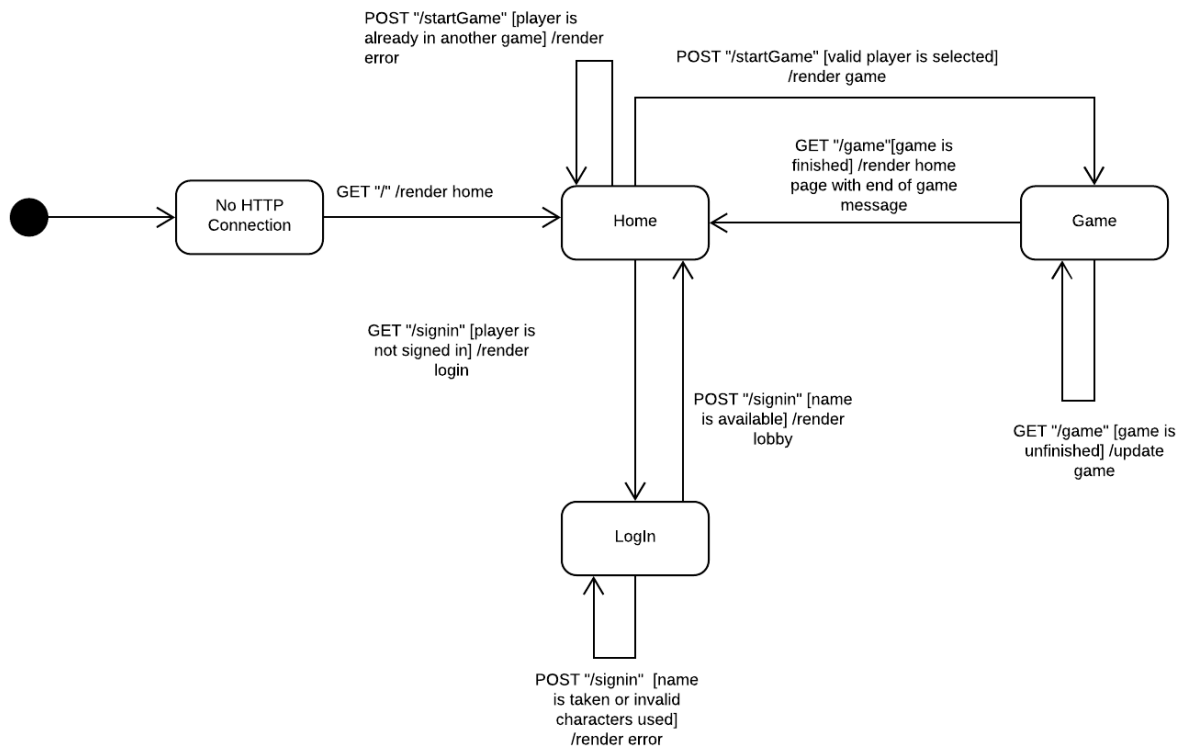 POST "/startGame" [player is
already in another game] /render
error
POST "/startGame" [valid player is selected]
/render game
GET "/game"[game is
finished] /render home
page with end of game
message
No HTTP
Connection
GET "/" /render home
Home
Game
GET "/signin" [player is
not signed in] /render
login
POST "/signin" [name
is available] /render
lobby
GET "/game" [game is
unfinished] /update
game
LogIn
POST "/signin"  [name
is taken or invalid
characters used]
/render error